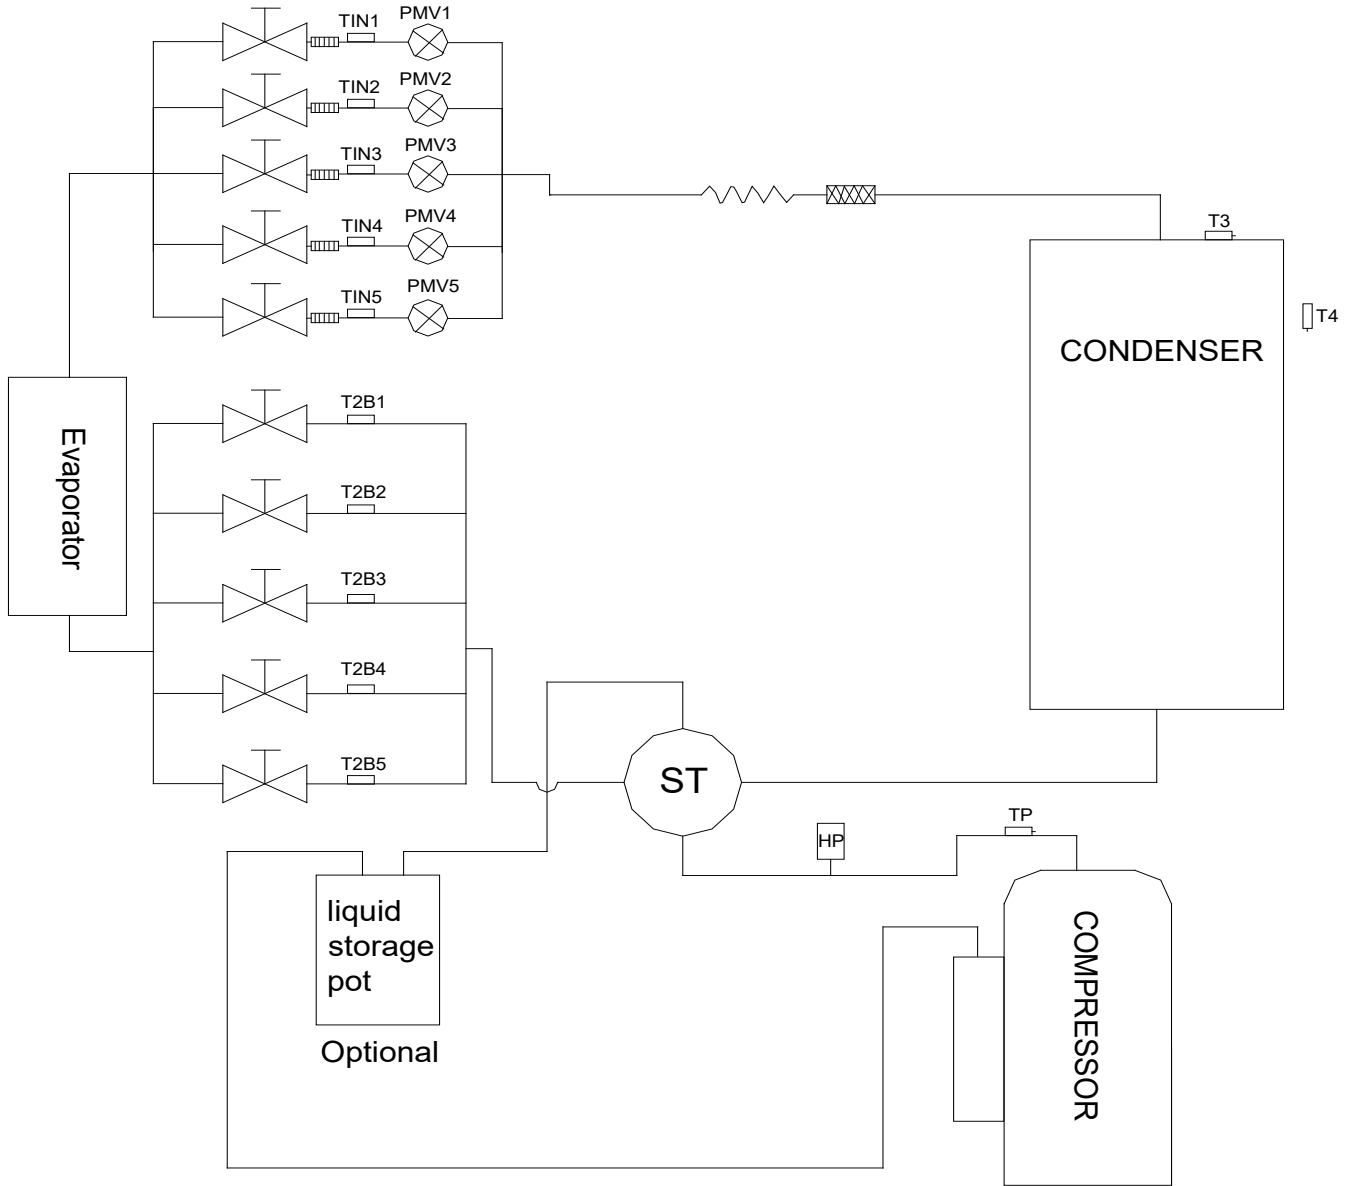 TIN1
PMV1
TIN2
PMV2
TIN3
PMV3
TIN4
PMV4
TIN5
PMV5
T3
T4
CONDENSER
Evaporator
T2B1
T2B2
T2B3
T2B4
T2B5
ST
HP
TP
liquid
storage
pot
Optional
COMPRESSOR